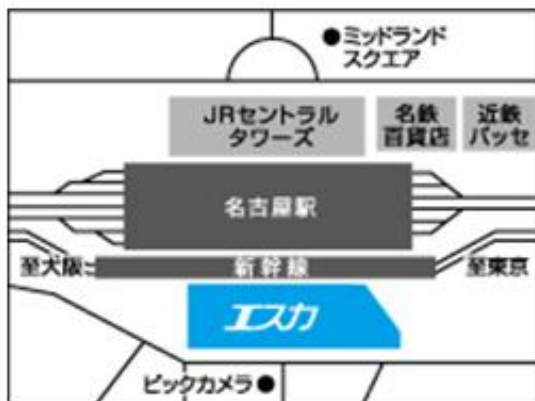 ミッドランド
スクエア
JRセントラル
タワーズ
名鉄
百貨店
近鉄
パッセ
名古屋駅
至大阪
新幹線
至東京
エスカ
ビックカメラ